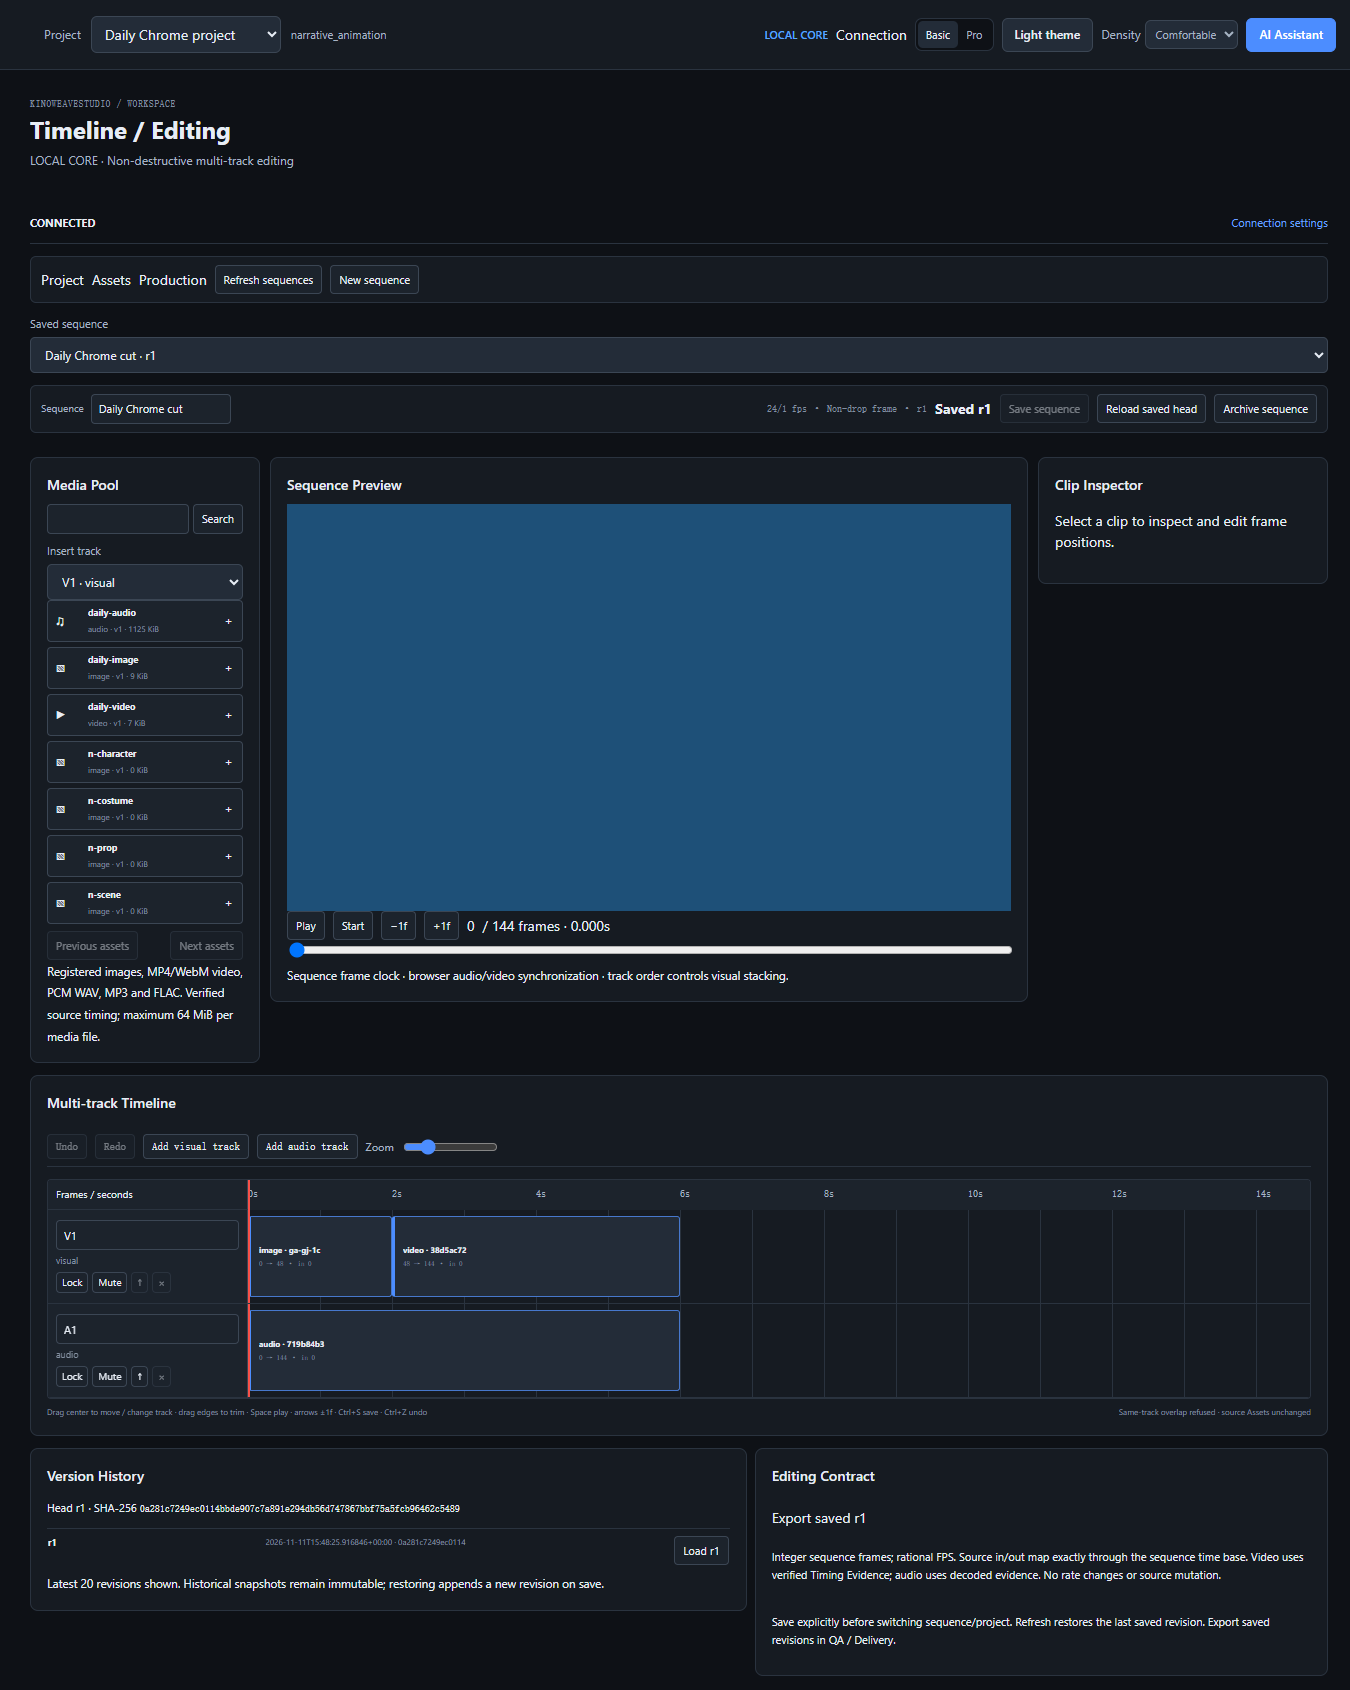 Project
Daily Chrome project
narrative_animation
LOCAL CORE
Connection
Basic
Pro
Light theme
Density
Comfortable
AI Assistant
KINOWEAVESTUDIO / WORKSPACE
Timeline / Editing
LOCAL CORE · Non-destructive multi-track editing
CONNECTED
Connection settings
Project Assets Production
Refresh sequences
New sequence
Saved sequence
Daily Chrome cut · r1
Sequence
Daily Chrome cut
24/1 fps • Non-drop frame • r1
Saved r1
Save sequence
Reload saved head
Archive sequence
Media Pool
Search
Insert track
V1 · visual
♫
daily-audio
audio · v1 · 1125 KiB
+
daily-image
image · v1 · 9 KiB
+
▶
daily-video
video · v1 · 7 KiB
+
n-character
image · v1 · 0 KiB
+
n-costume
image · v1 · 0 KiB
+
n-prop
image · v1 · 0 KiB
+
n-scene
image · v1 · 0 KiB
+
Previous assets
Next assets
Registered images, MP4/WebM video,
PCM WAV, MP3 and FLAC. Verified
source timing; maximum 64 MiB per
media file.
Sequence Preview
Play
Start
−1f
+1f
0 / 144 frames · 0.000s
Sequence frame clock · browser audio/video synchronization · track order controls visual stacking.
Clip Inspector
Select a clip to inspect and edit frame
positions.
Multi-track Timeline
Undo
Redo
Add visual track
Add audio track
Zoom
Frames / seconds
0s
2s
4s
6s
8s
10s
12s
14s
V1
visual
Lock
Mute
↑
×
image · ga-gj-1c
0 → 48 • in 0
video · 38d5ac72
48 → 144 • in 0
A1
audio
Lock
Mute
↑
×
audio · 719b84b3
0 → 144 • in 0
Drag center to move / change track · drag edges to trim · Space play · arrows ±1f · Ctrl+S save · Ctrl+Z undo
Same-track overlap refused · source Assets unchanged
Version History
Head r1 · SHA-256 0a281c7249ec0114bbde907c7a891e294db56d747867bbf75a5fcb96462c5489
r1
2026-11-11T15:48:25.916846+00:00 · 0a281c7249ec0114
Load r1
Latest 20 revisions shown. Historical snapshots remain immutable; restoring appends a new revision on save.
Editing Contract
Export saved r1
Integer sequence frames; rational FPS. Source in/out map exactly through the sequence time base. Video uses
verified Timing Evidence; audio uses decoded evidence. No rate changes or source mutation.
Save explicitly before switching sequence/project. Refresh restores the last saved revision. Export saved
revisions in QA / Delivery.